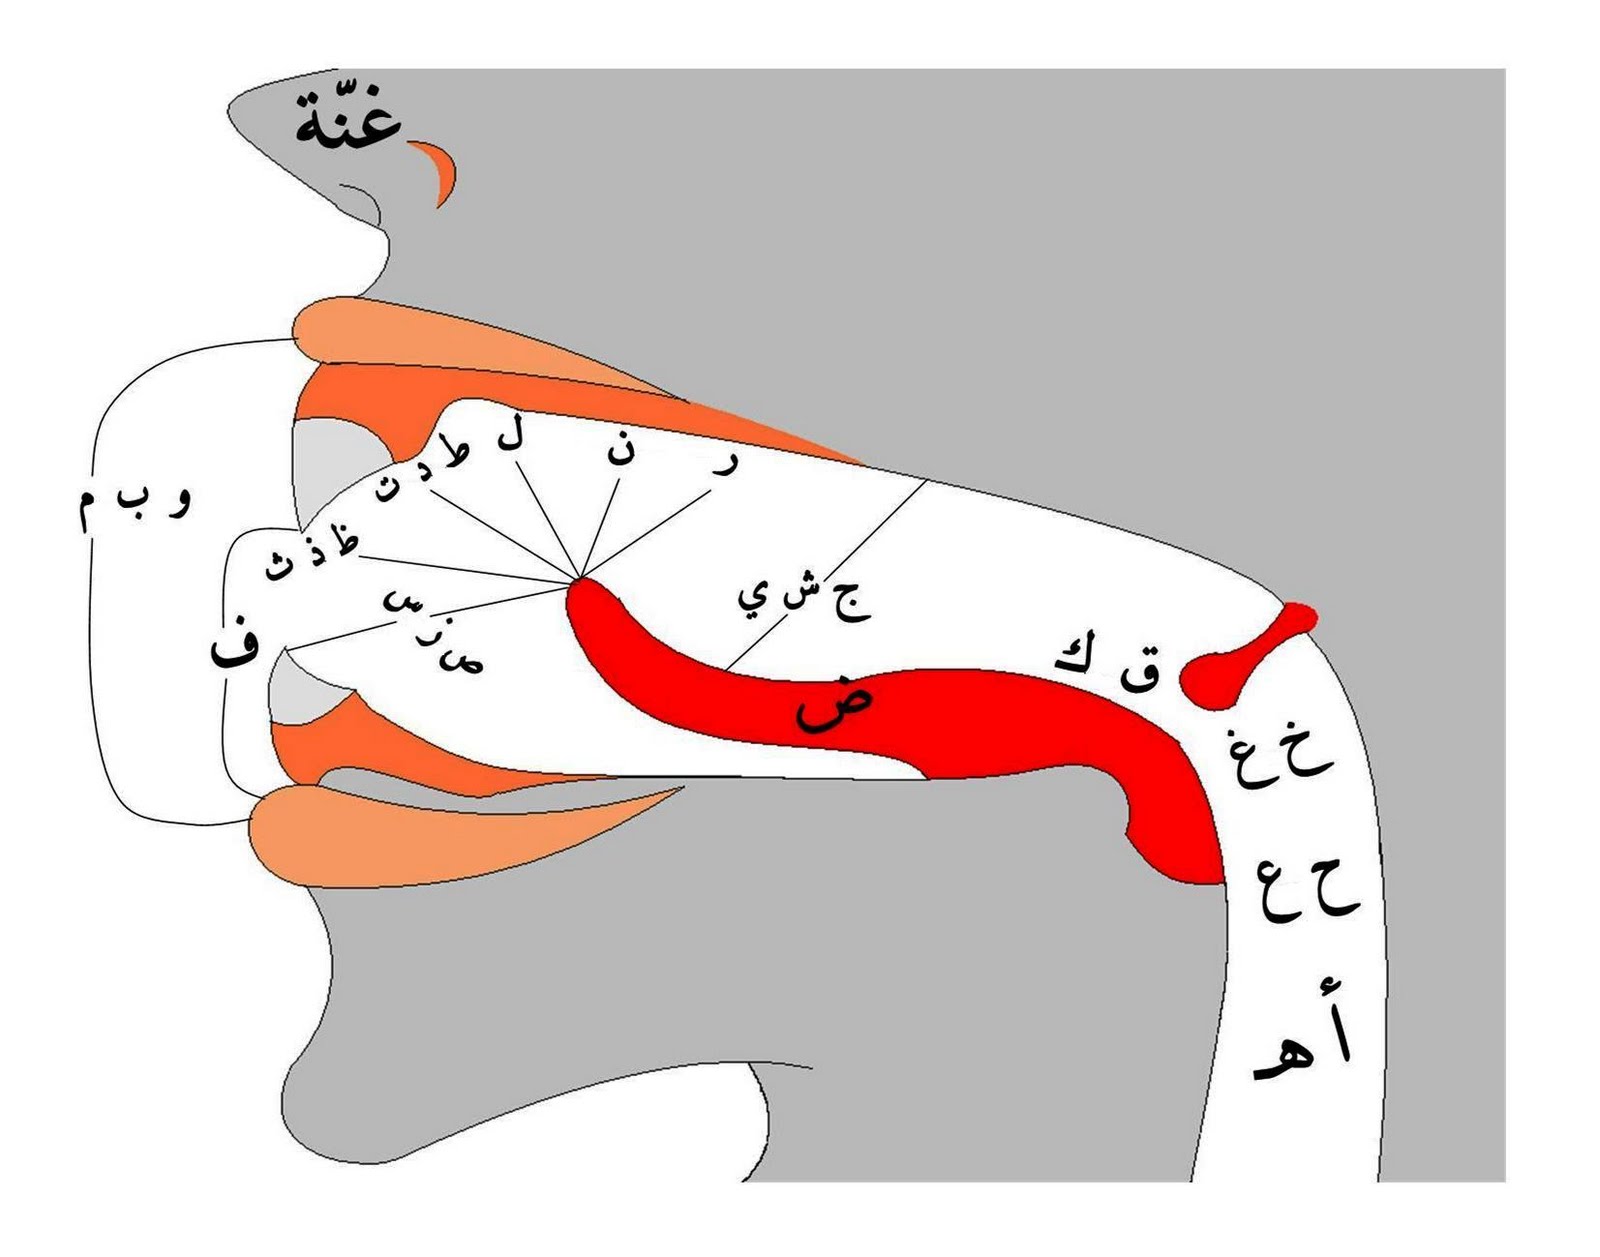 غنّة
ط د ت
ل
ن
ر
و ب م
ظ ذ ث
ص ز س
ج ش ي
ف
ق ك
ض
خ غ
ح ع
أ هـ